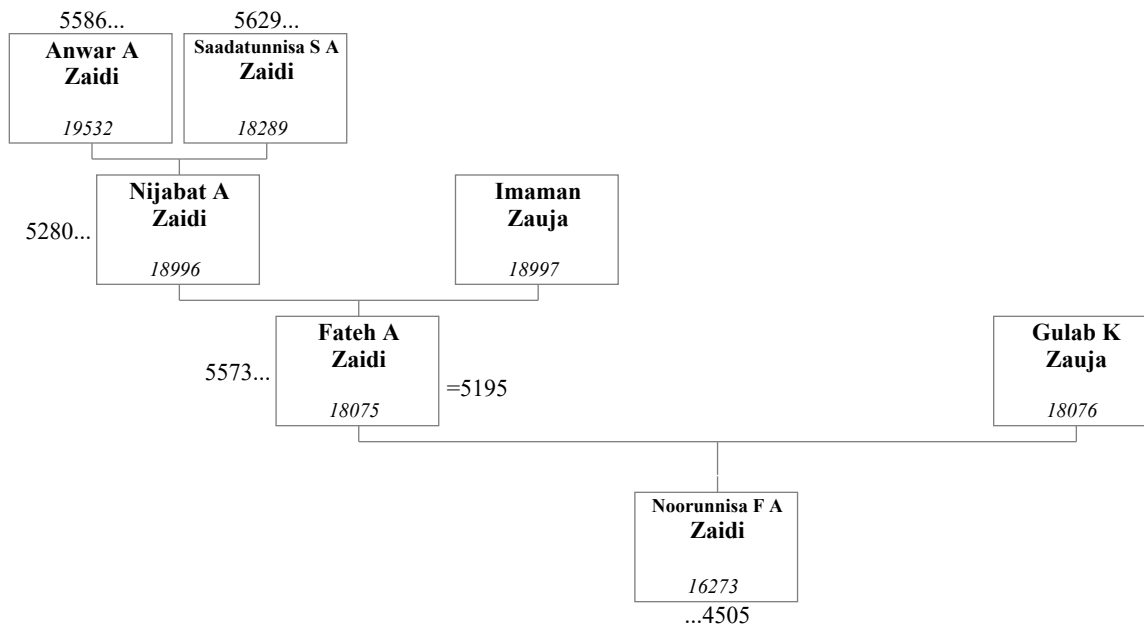 5586...
5629...
Anwar A
Zaidi
19532
Saadatunnisa S A
Zaidi
18289
Nijabat A
Zaidi
18996
5280...
Imaman
Zauja
18997
Fateh A
Zaidi
18075
5573...
=5195
Gulab K
Zauja
18076
Noorunnisa F A
Zaidi
16273
...4505